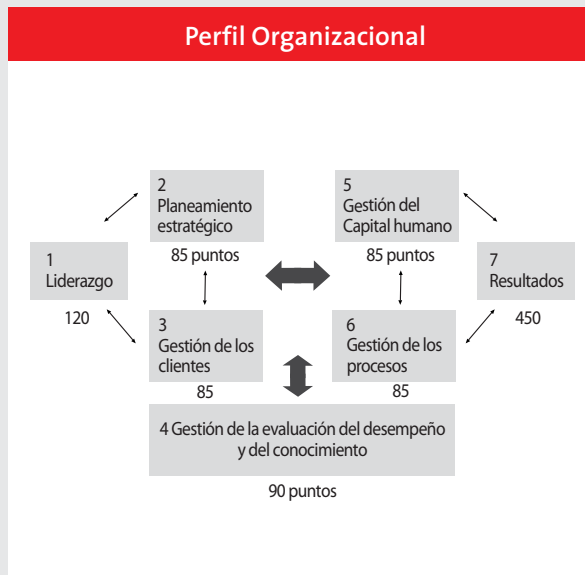 Perfil Organizacional
2
Planeamiento
estratégico
85 puntos
5
Gestión del
Capital humano
85 puntos
1
Liderazgo
120
7
Resultados
450
3
Gestión de los
clientes
85
6
Gestión de los
procesos
85
4 Gestión de la evaluación del desempeño
y del conocimiento
90 puntos